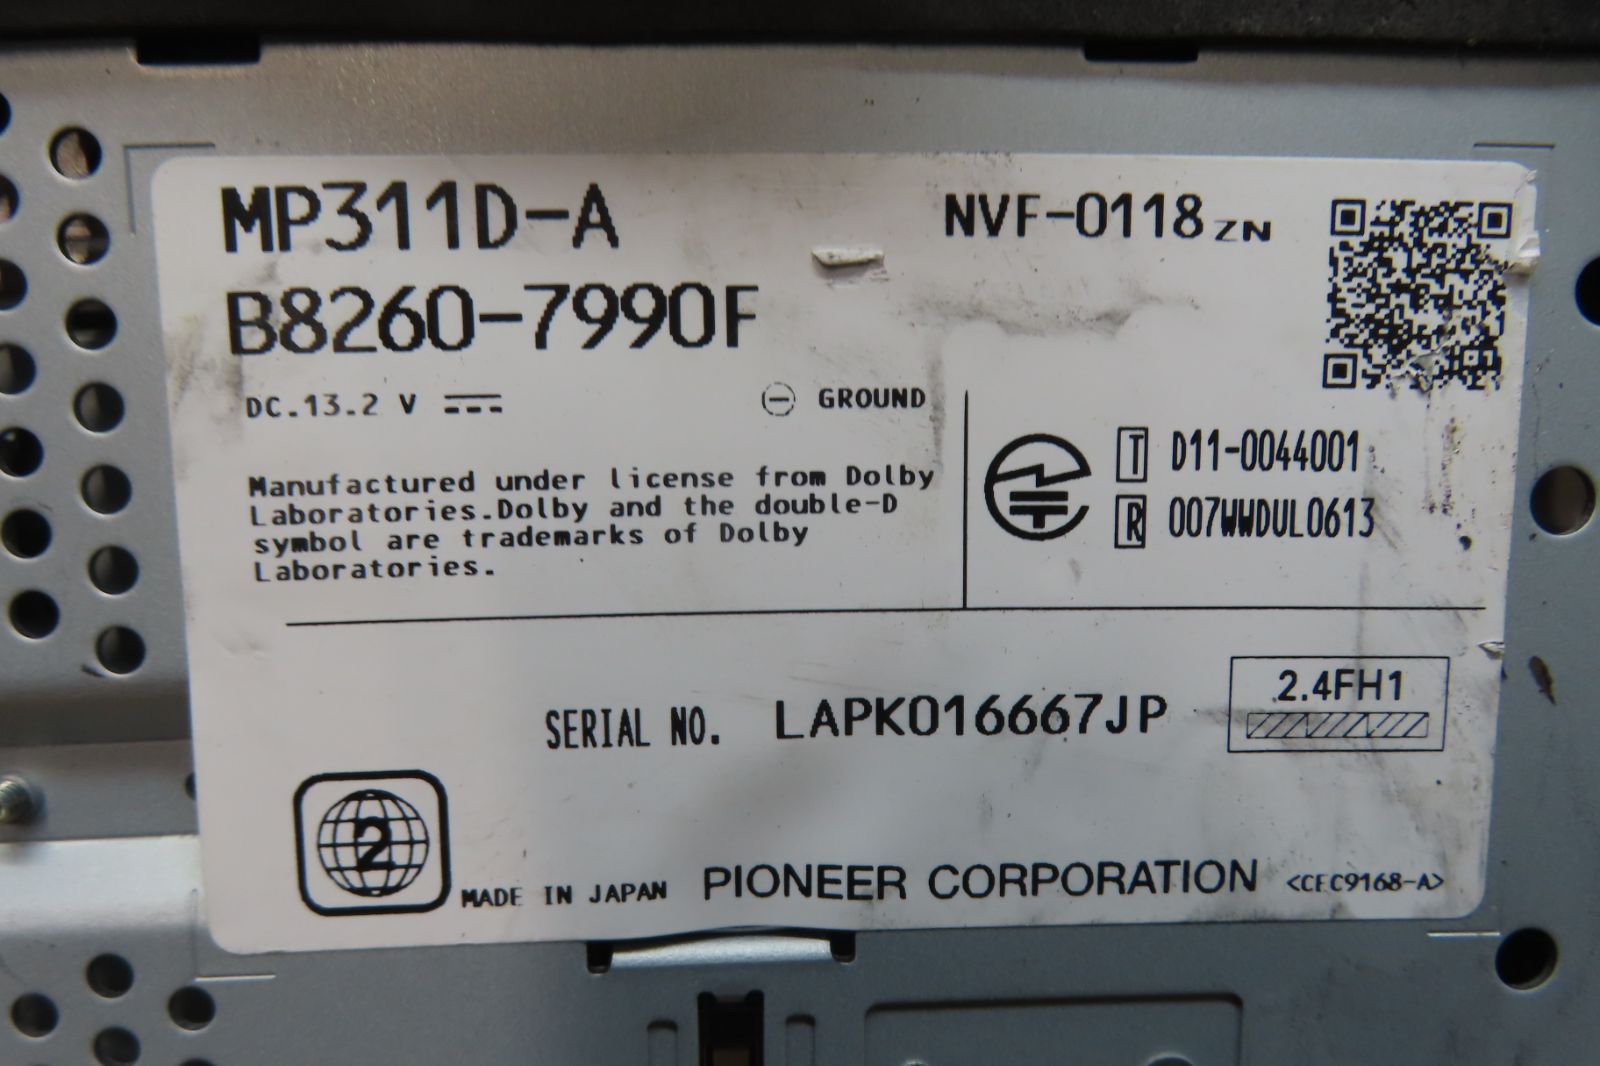 MP311D-A
NVF-0118 ZN
B8260-7990F
DC.13.2 V
GROUND
Manufactured under license from Dolby
Laboratories.Dolby and the double-D
symbol are trademarks of Dolby
Laboratories.
T D11-0044001
R 007WWDUL0613
SERIAL NO. LAPK016667JP
2.4FH1
2
MADE IN JAPAN PIONEER CORPORATION <CFC9168-A>